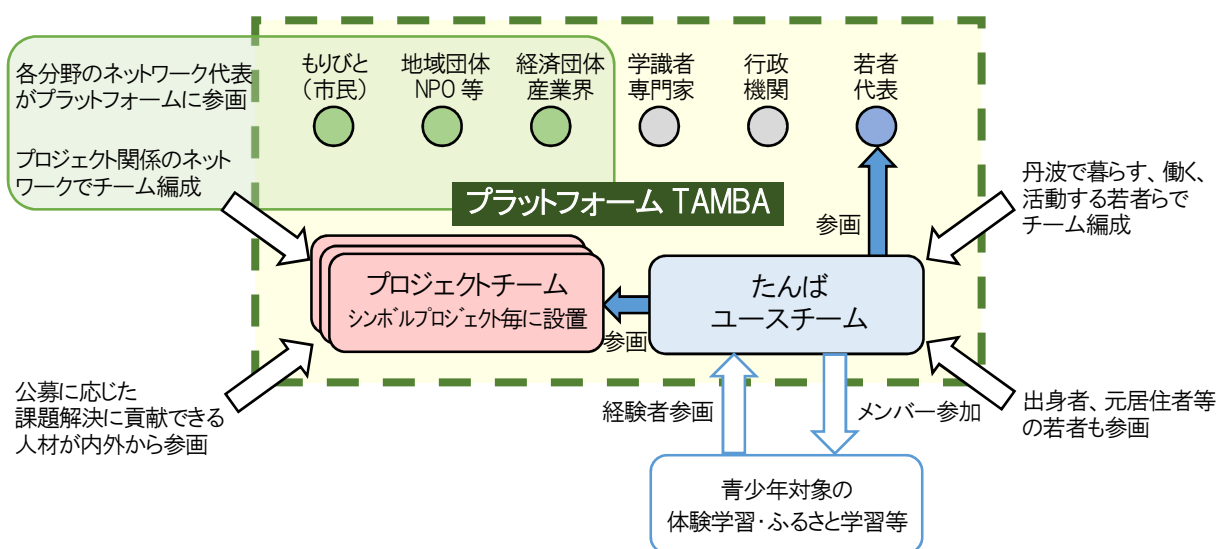 各分野のネットワーク代表
がプラットフォームに参画
もりびと
(市民)
地域団体
NPO 等
経済団体
産業界
学識者
専門家
行政
機関
若者
代表
プロジェクト関係のネット
ワークでチーム編成
プラットフォーム TAMBA
参画
丹波で暮らす、働く、
活動する若者らで
チーム編成
プロジェクトチーム
シンボルプロジェクト毎に設置
参画
たんば
ユースチーム
公募に応じた
課題解決に貢献できる
人材が内外から参画
経験者参画
メンバー参加
出身者、元居住者等
の若者も参画
青少年対象の
体験学習・ふるさと学習等